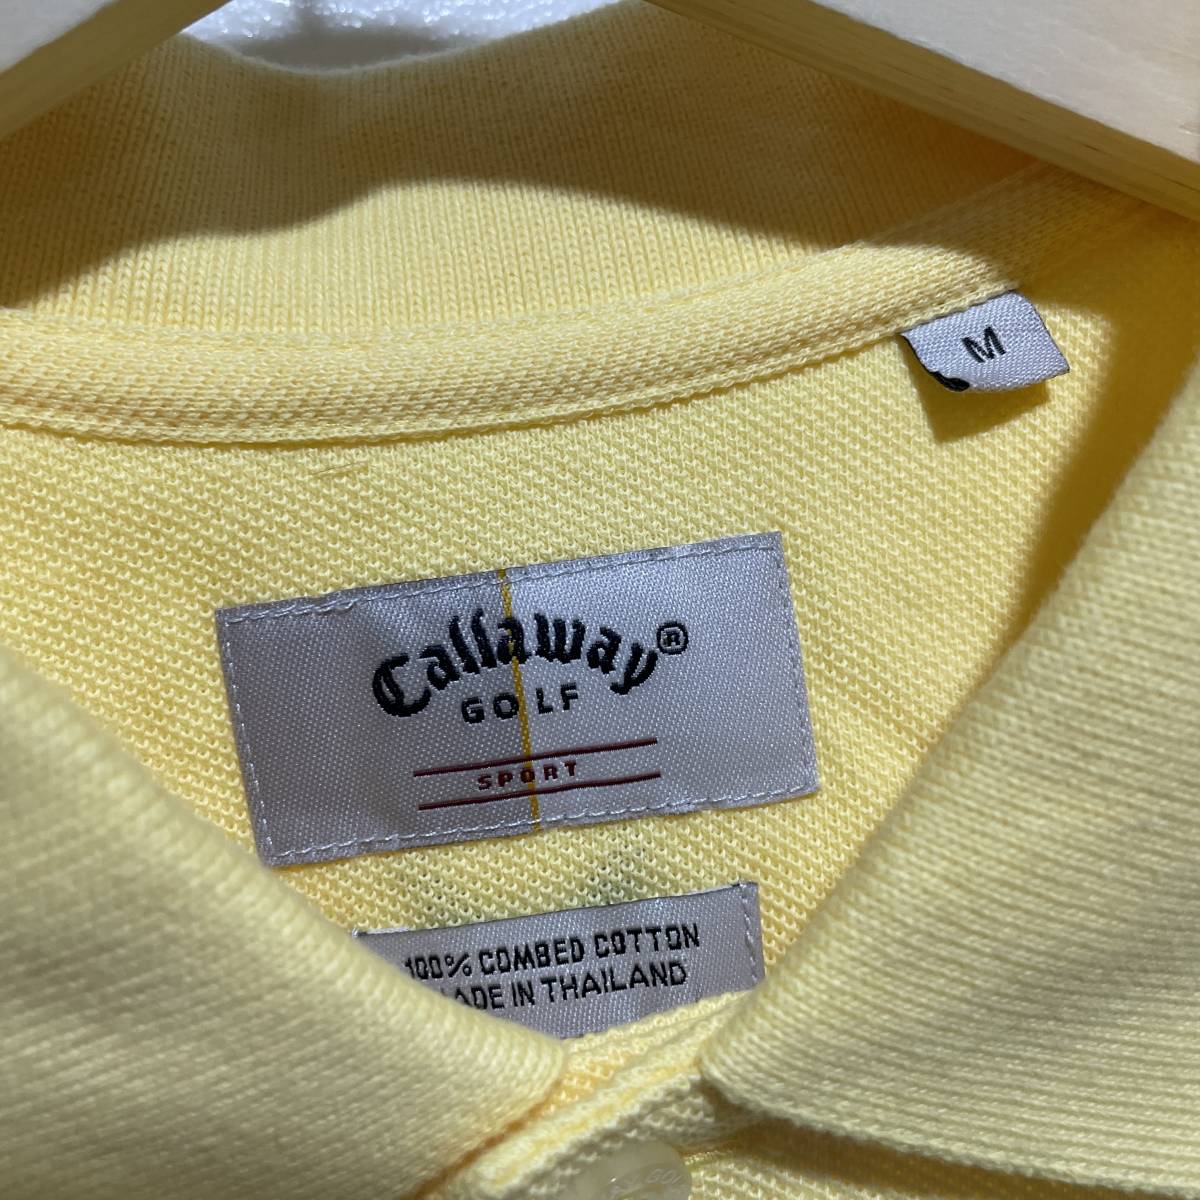 M
Callaway®
GOLF
SPORT
100% COMBED COTTON
MADE IN THAILAND